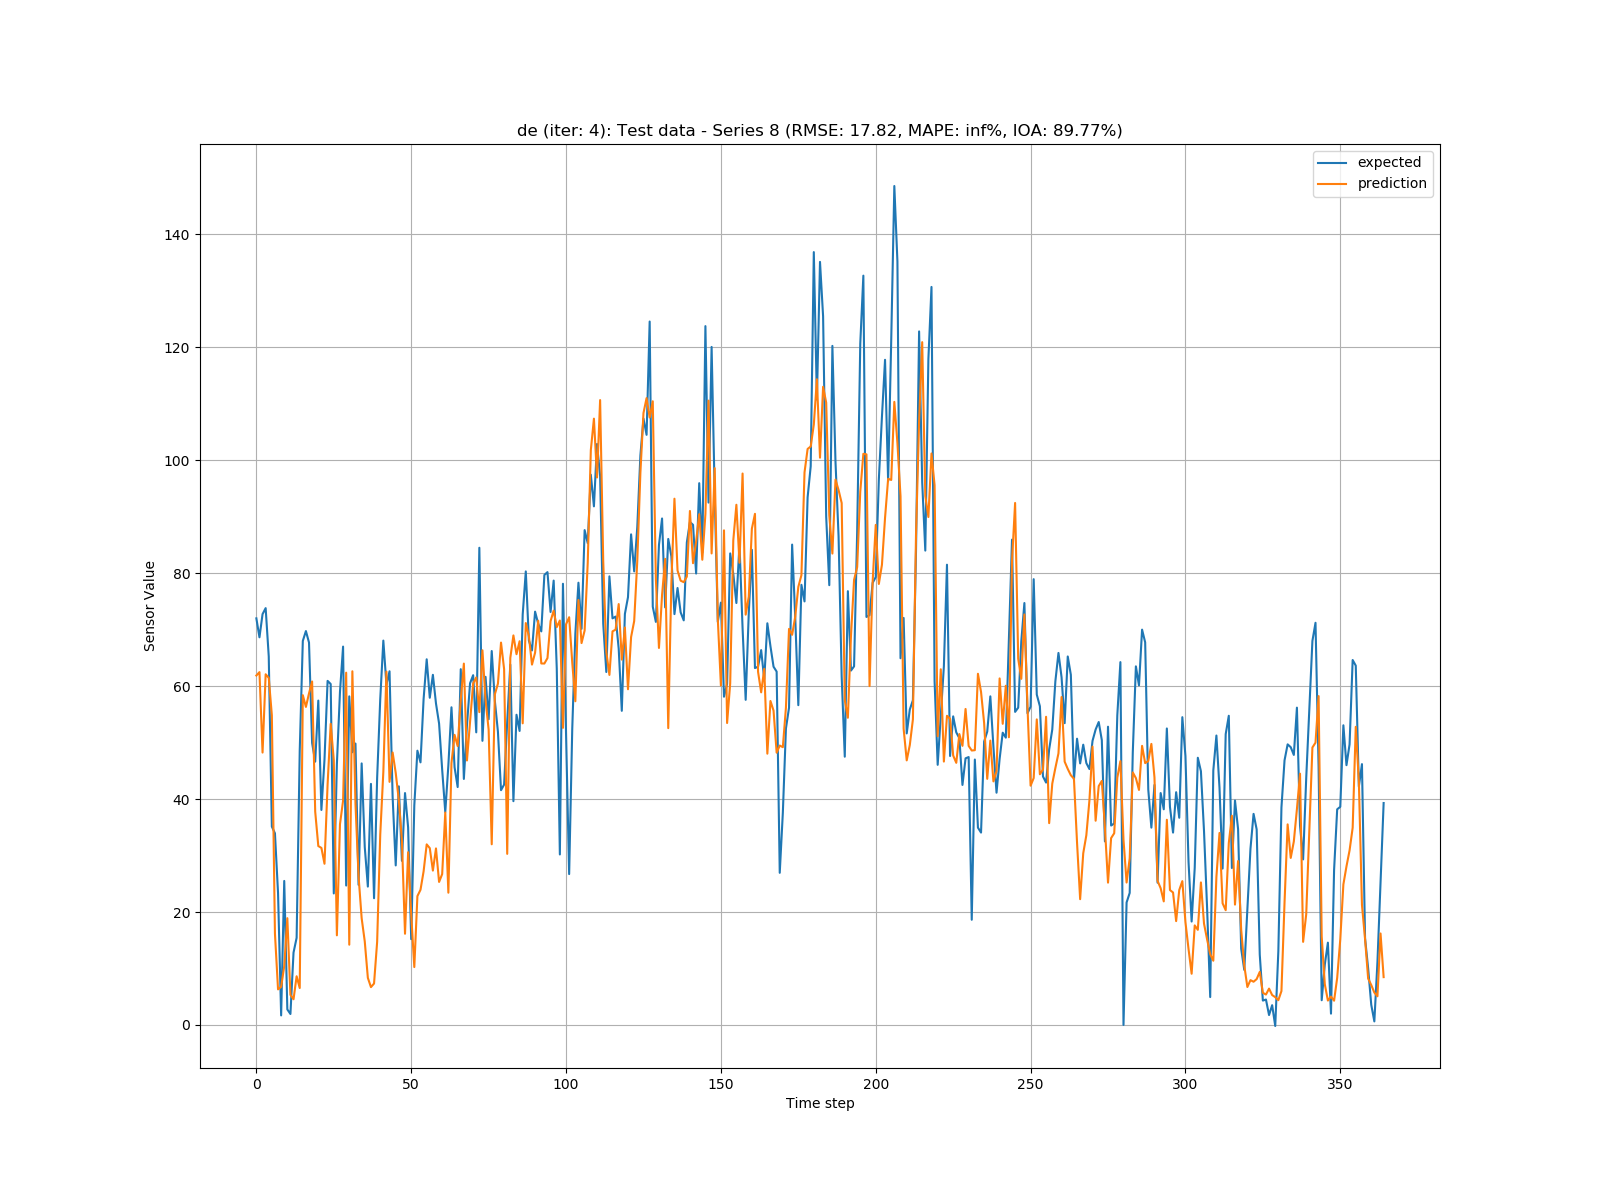 de (iter: 4): Test data - Series 8 (RMSE: 17.82, MAPE: inf%, IOA: 89.77%)
expected
prediction
140
120
100
80
60
40
20
0
Sensor Value
0 50 100 150 200 250 300 350
Time step